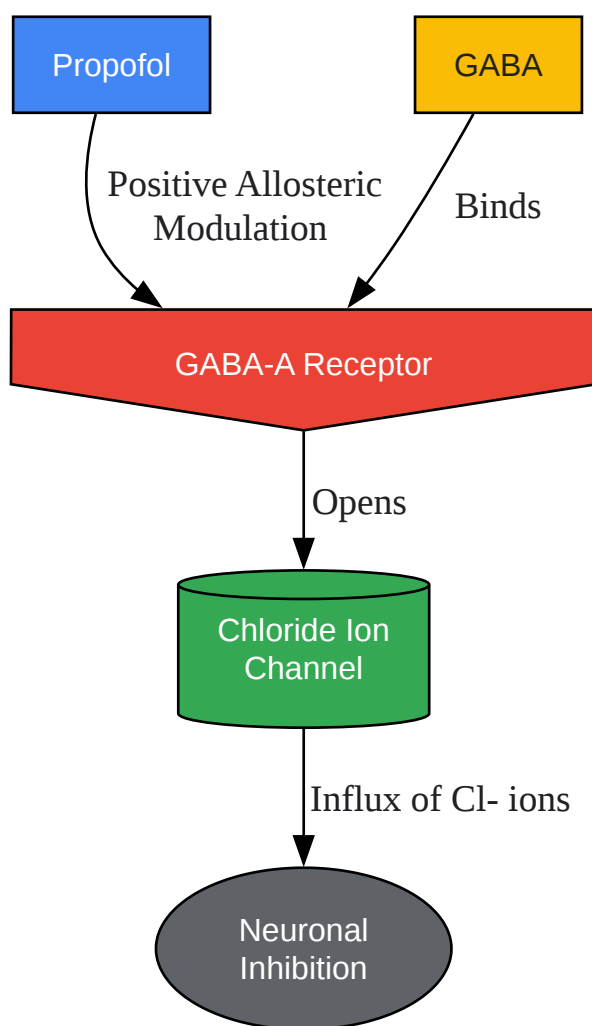 Propofol
GABA
Positive Allosteric
Modulation
Binds
GABA-A Receptor
Opens
Chloride Ion
Channel
Influx of Cl- ions
Neuronal
Inhibition